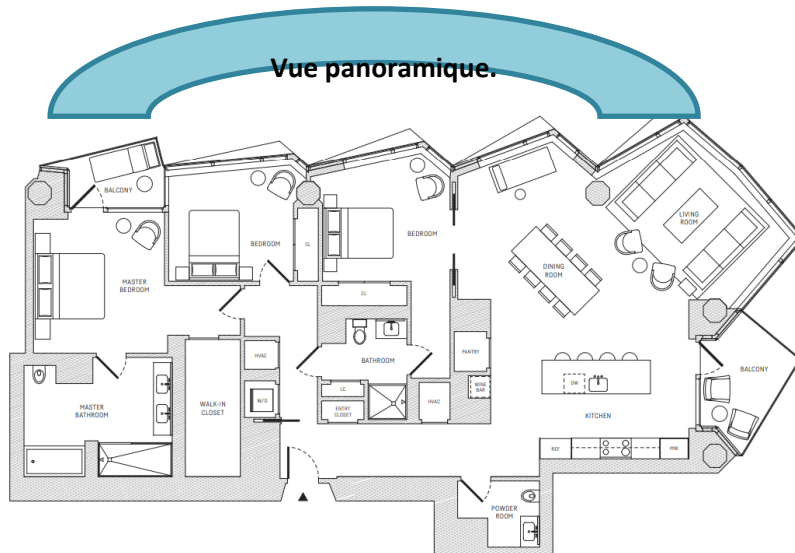 Vue panoramique.
BALCONY
LIVING
ROOM
BEDROOM
CL
BEDROOM
DINING
ROOM
MASTER
BEDROOM
CL
HVAC
BATHROOM
PANTRY
BALCONY
WINE
BAR
DW
W/D
LC
MASTER
BATHROOM
WALK-IN
CLOSET
ENTRY
CLOSET
HVAC
KITCHEN
REF
MW
POWDER
ROOM